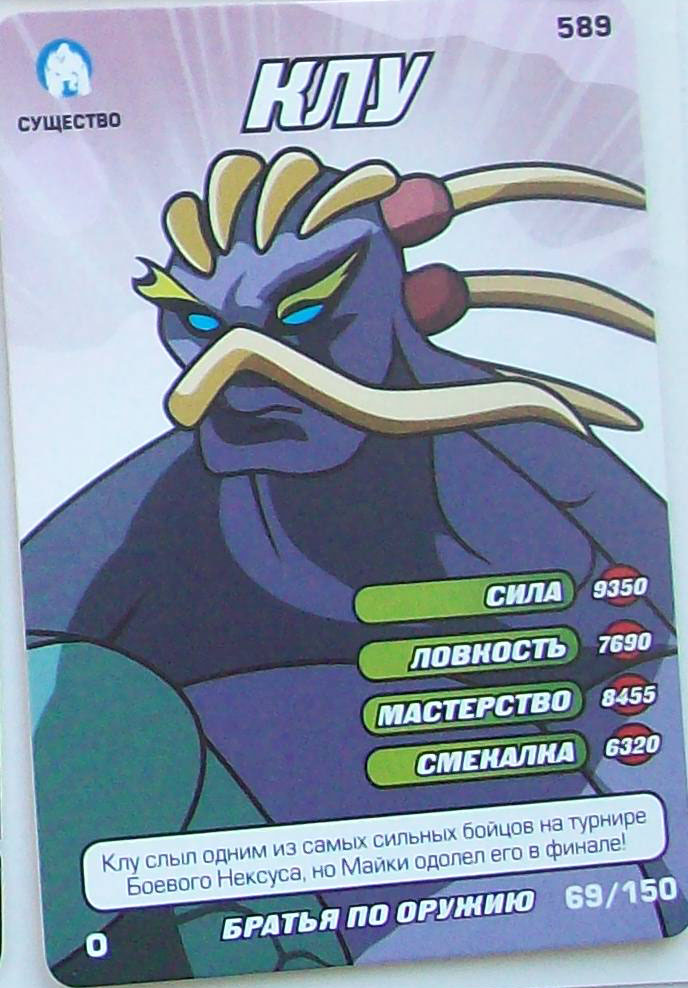 589
СУЩЕСТВО
КЛУ
СИЛА 9350
ЛОВКОСТЬ 7690
МАСТЕРСТВО 8455
СМЕКАЛКА 6320
Клу слыл одним из самых сильных бойцов на турнире
Боевого Нексуса, но Майки одолел его в финале!
О БРАТЬЯ ПО ОРУЖИЮ 69/150